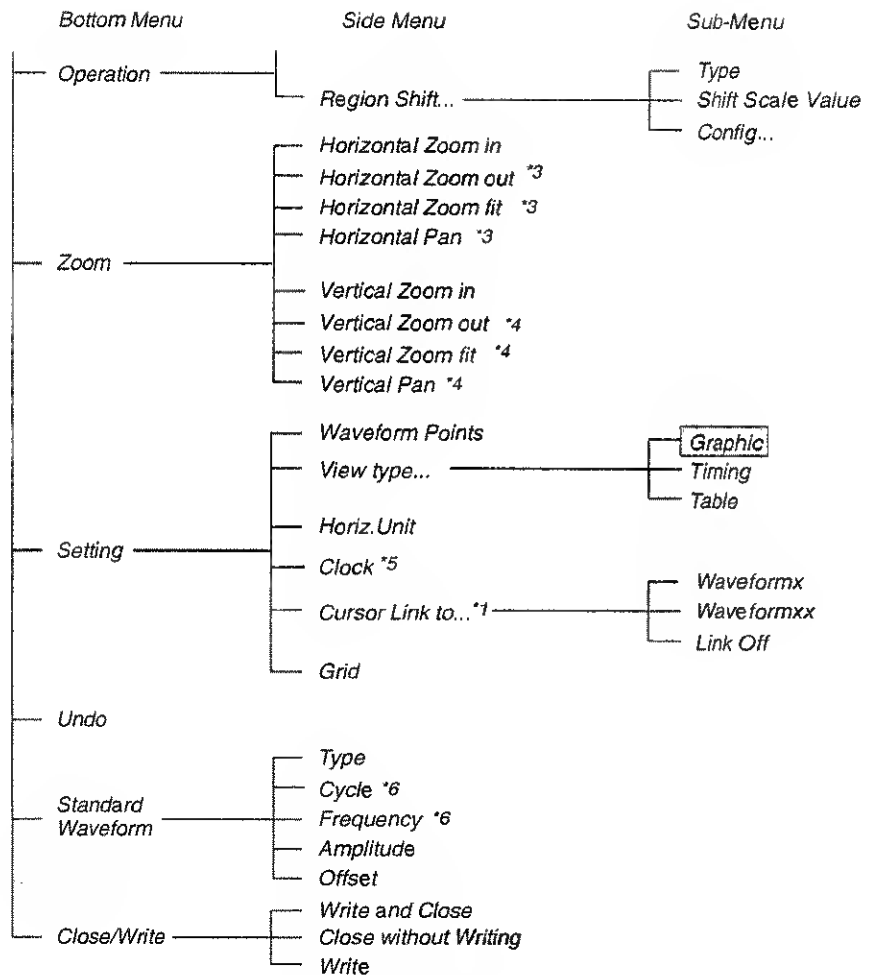 Bottom Menu Side Menu Sub-Menu
Operation
Type
Region Shift... Shift Scale Value
Config...
Horizontal Zoom in
Horizontal Zoom out *3
Horizontal Zoom fit *3
Horizontal Pan *3
Zoom
Vertical Zoom in
Vertical Zoom out *4
Vertical Zoom fit *4
Vertical Pan *4
Waveform Points
Graphic
View type... Timing
Table
Horiz.Unit
Setting
Clock *5
Waveformx
Cursor Link to...*1 Waveformxx
Link Off
Grid
Undo
Type
Cycle *6
Standard
Waveform
Frequency *6
Amplitude
Offset
Write and Close
Close/Write Close without Writing
Write